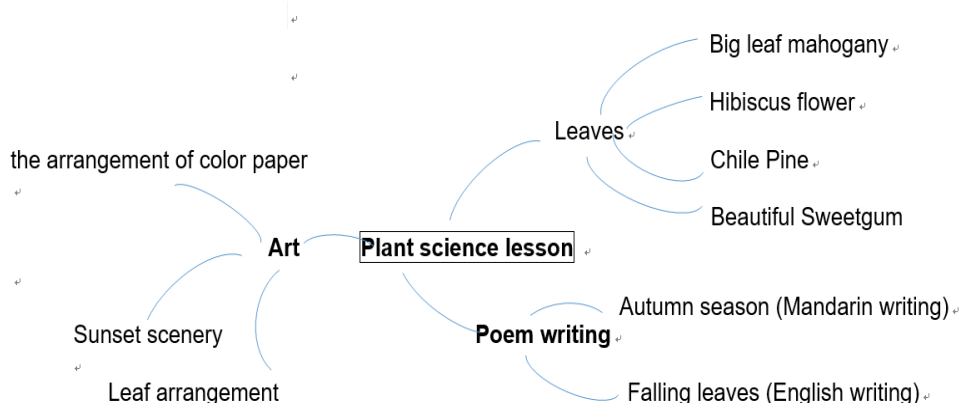 Big leaf mahogany
Hibiscus flower
Leaves
the arrangement of color paper
Chile Pine
Beautiful Sweetgum
Art
Plant science lesson
Autumn season (Mandarin writing)
Sunset scenery
Poem writing
Leaf arrangement
Falling leaves (English writing)